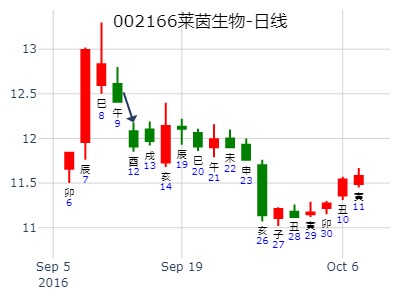 002166莱茵生物-日线
13
12.5
12
11.5
11
卯
6
辰
7
巳
8
午
9
酉
12
戌
13
亥
14
辰
19
巳
20
午
21
未
22
申
23
亥
26
子
27
丑
28
寅
29
卯
30
丑
10
寅
11
Sep 5
2016
Sep 19
Oct 6